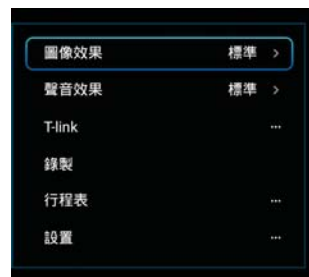 圖像效果 標準 >
聲音效果 標準 >
T-link ...
錄製
行程表 ...
設置 ...